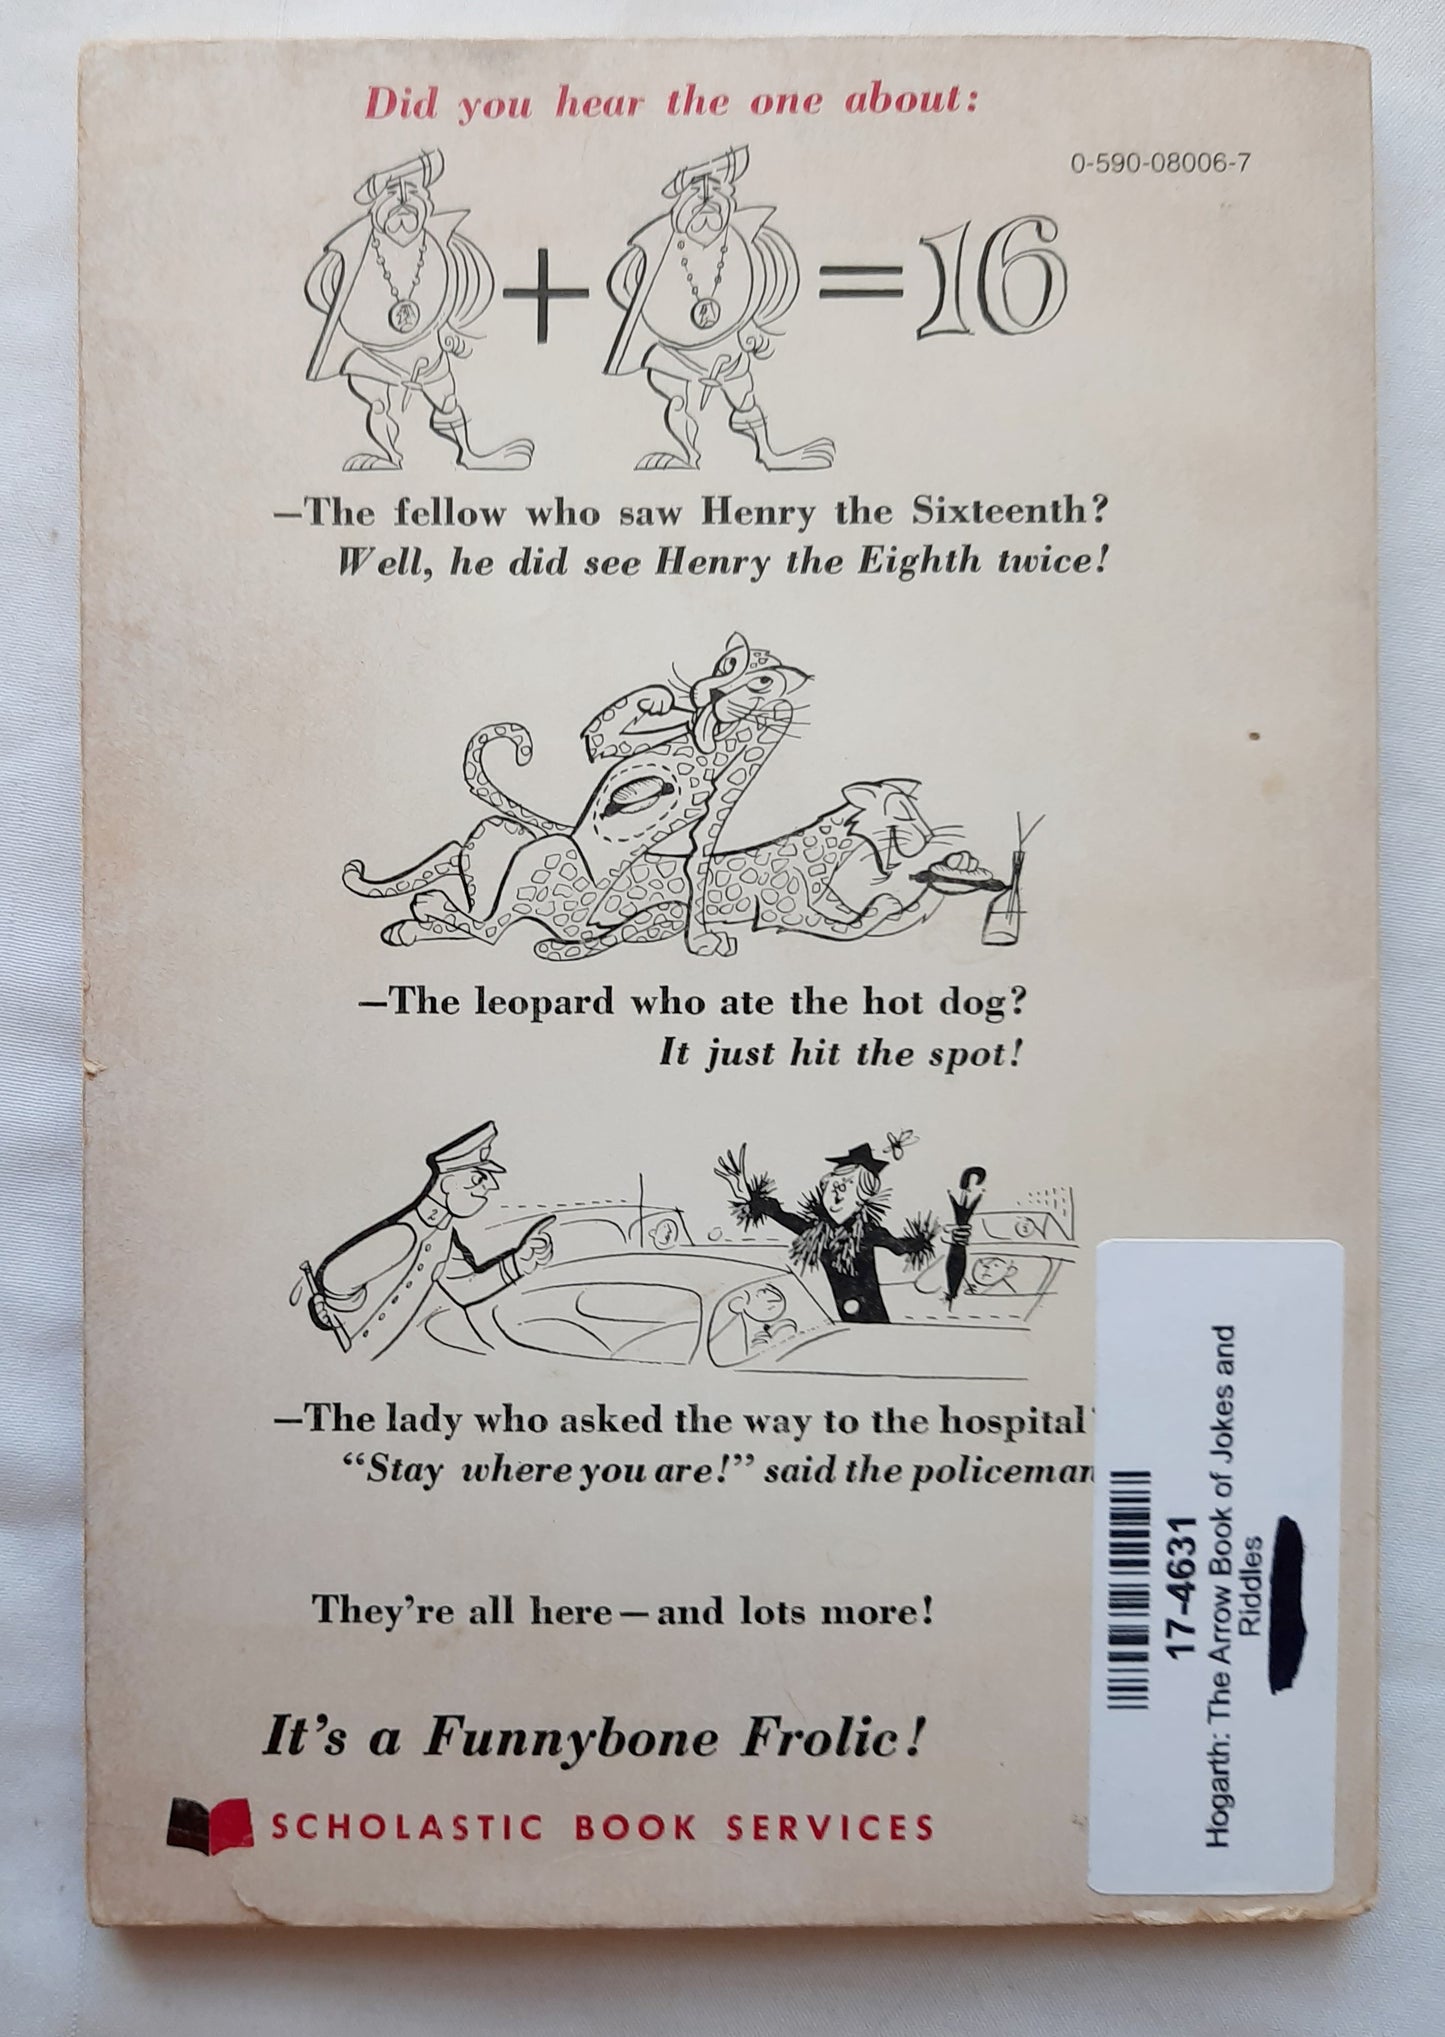 Did you hear the one about:
0-590-08006-7
+ = 16
—The fellow who saw Henry the Sixteenth?
Well, he did see Henry the Eighth twice!
—The leopard who ate the hot dog?
It just hit the spot!
2
—The lady who asked the way to the hospital
“Stay where you are!” said the policeman
They’re all here — and lots more!
It’s a Funnybone Frolic!
SCHOLASTIC BOOK SERVICES
17-4631
Hogarth: The Arrow Book of Jokes and
Riddles